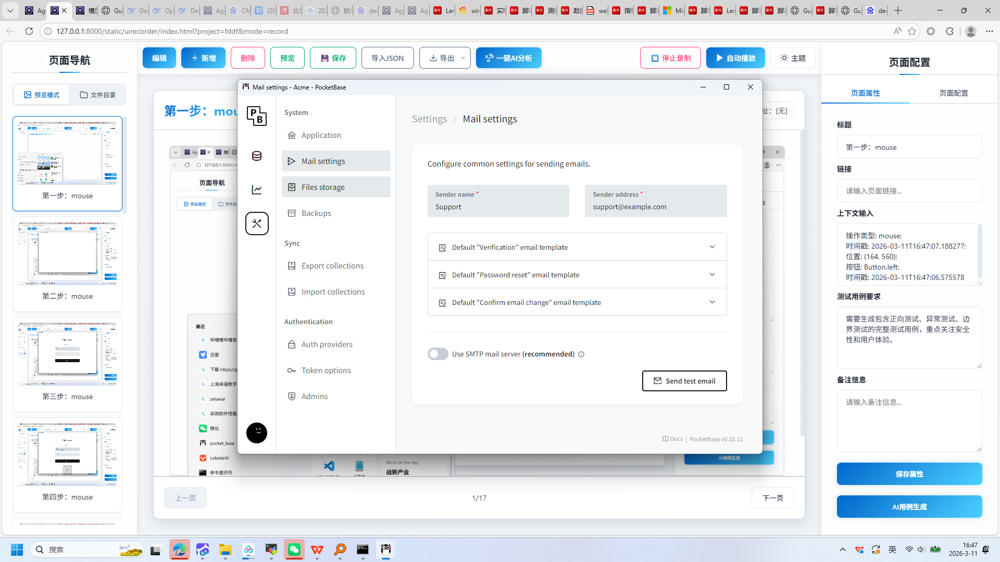 127.0.0.1:8000/static/uirecorder/index.html?project=fddf&mode=record
页面导航
预览模式
文件目录
第一步：mouse
第二步：mouse
第三步：mouse
第四步：mouse
编辑
新增
删除
预览
保存
导入JSON
导出
一键AI分析
停止录制
自动播放
主题
第一步：mou
址：[无]
页面导航
预览模式
最近
迅雷
下载 https://g
zetawar
采购软件性能
微信
pocket_base
LobsterAI
命令提示符
Word of the day
战新产业
AI用例生成
上一页
1/17
下一页
Mail settings - Acme - PocketBase
System
Application
Mail settings
Files storage
Backups
Sync
Export collections
Import collections
Authentication
Auth providers
Token options
Admins
Settings / Mail settings
Configure common settings for sending emails.
Sender name *
Support
Sender address *
support@example.com
Default "Verification" email template
Default "Password reset" email template
Default "Confirm email change" email template
Use SMTP mail server (recommended)
Send test email
Docs | PocketBase v0.22.11
页面配置
页面属性
页面配置
标题
第一步：mouse
链接
请输入页面链接...
上下文输入
操作类型: mouse;
时间戳: 2026-03-11T16:47:07.188277;
位置: (164, 560);
按钮: Button.left;
时间戳: 2026-03-11T16:47:06.575578
测试用例要求
需要生成包含正向测试、异常测试、边
界测试的完整测试用例，重点关注安全
性和用户体验。
备注信息
请输入备注信息...
保存属性
AI用例生成
搜索
英
16:47
2026-3-11